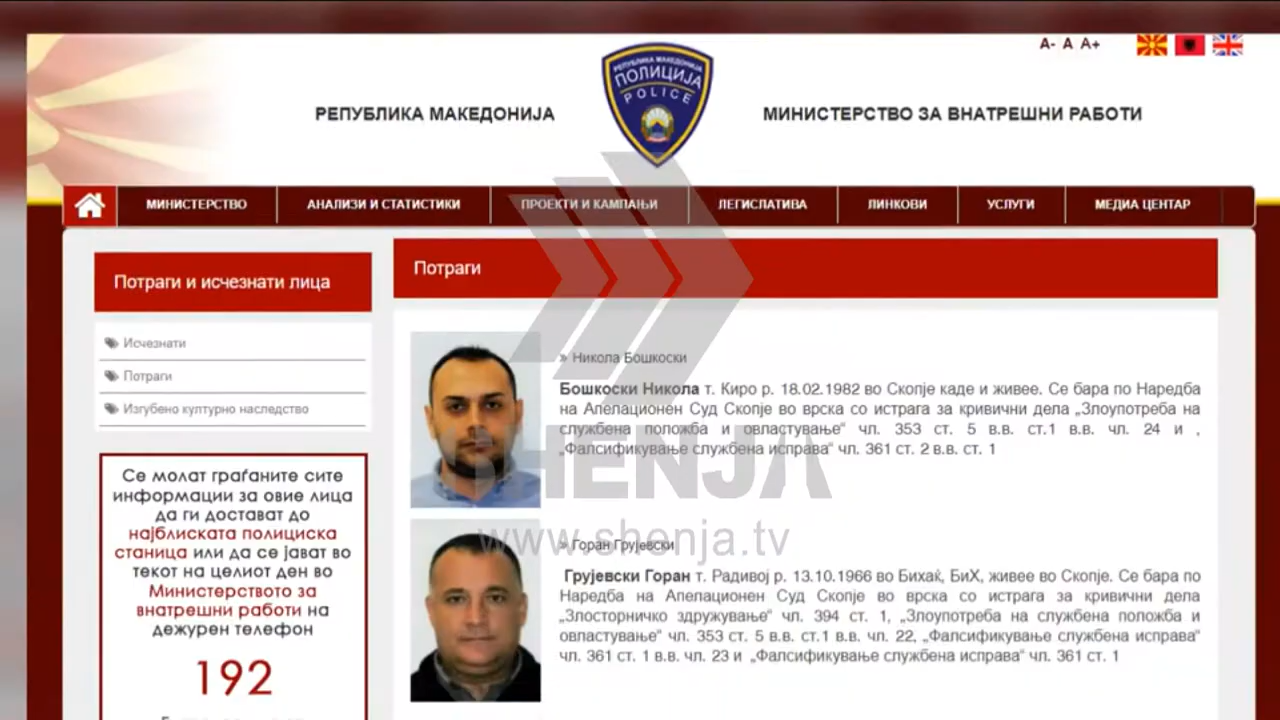 A- A A+
РЕПУБЛИКА МАКЕДОНИЈА
РЕПУБЛИКА МАКЕДОНИЈА
ПОЛИЦИЈА
POLICE
МИНИСТЕРСТВО ЗА ВНАТРЕШНИ РАБОТИ
МИНИСТЕРСТВО
АНАЛИЗИ И СТАТИСТИКИ
ПРОЕКТИ И КАМПАЊИ
ЛЕГИСЛАТИВА
ЛИНКОВИ
УСЛУГИ
МЕДИА ЦЕНТАР
Потраги и исчезнати лица
Исчезнати
Потраги
Изгубено културно наследство
Се молат граѓаните сите
информации за овие лица
да ги достават до
најблиската полициска
станица или да се јават во
текот на целиот ден во
Министерството за
внатрешни работи на
дежурен телефон
192
Потраги
» Никола Бошкоски
Бошкоски Никола т. Киро р. 18.02.1982 во Скопје каде и живее. Се бара по Наредба
на Апелационен Суд Скопје во врска со истрага за кривични дела „Злоупотреба на
службена положба и овластување“ чл. 353 ст. 5 в.в. ст.1 в.в. чл. 24 и ,
„Фалсификување службена исправа“ чл. 361 ст. 2 в.в. ст. 1
» Горан Грујевски
Грујевски Горан т. Радивој р. 13.10.1966 во Бихаќ, БиХ, живее во Скопје. Се бара по
Наредба на Апелационен Суд Скопје во врска со истрага за кривични дела
„Злосторничко здружување“ чл. 394 ст. 1, „Злоупотреба на службена положба и
овластување“ чл. 353 ст. 5 в.в. ст.1 в.в. чл. 22, „Фалсификување службена исправа“
чл. 361 ст. 1 в.в. чл. 23 и „Фалсификување службена исправа“ чл. 361 ст. 1
SHENJA
www.shenja.tv